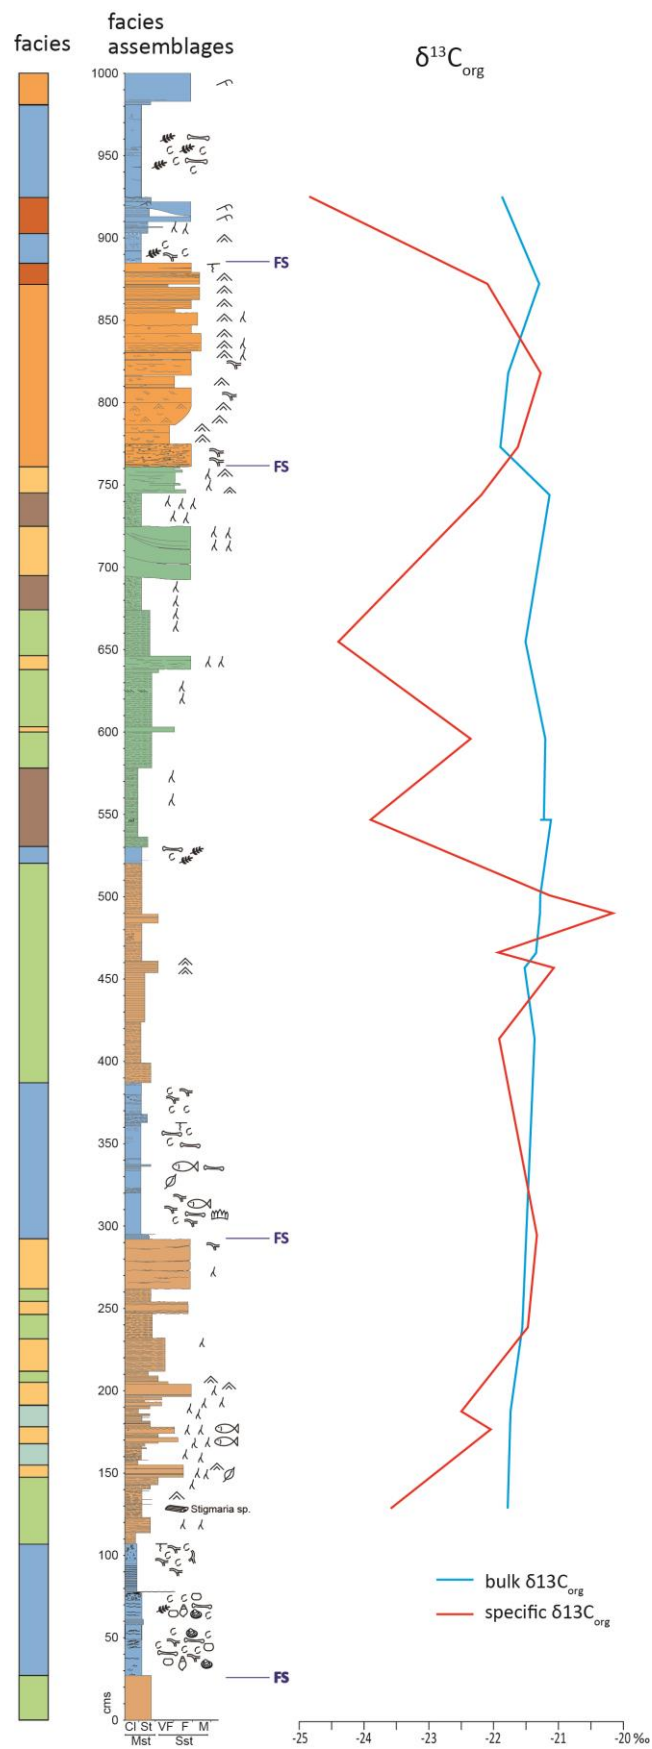 facies
facies
assemblages
δ¹³Corg
1000
950
900
FS
850
800
FS
750
700
650
600
550
500
450
400
350
300
FS
250
200
150
Stigmaria sp.
100
bulk δ13Corg
specific δ13Corg
50
FS
cms
0
Cl St VF F M
Mst Sst
-25 -24 -23 -22 -21 -20 ‰